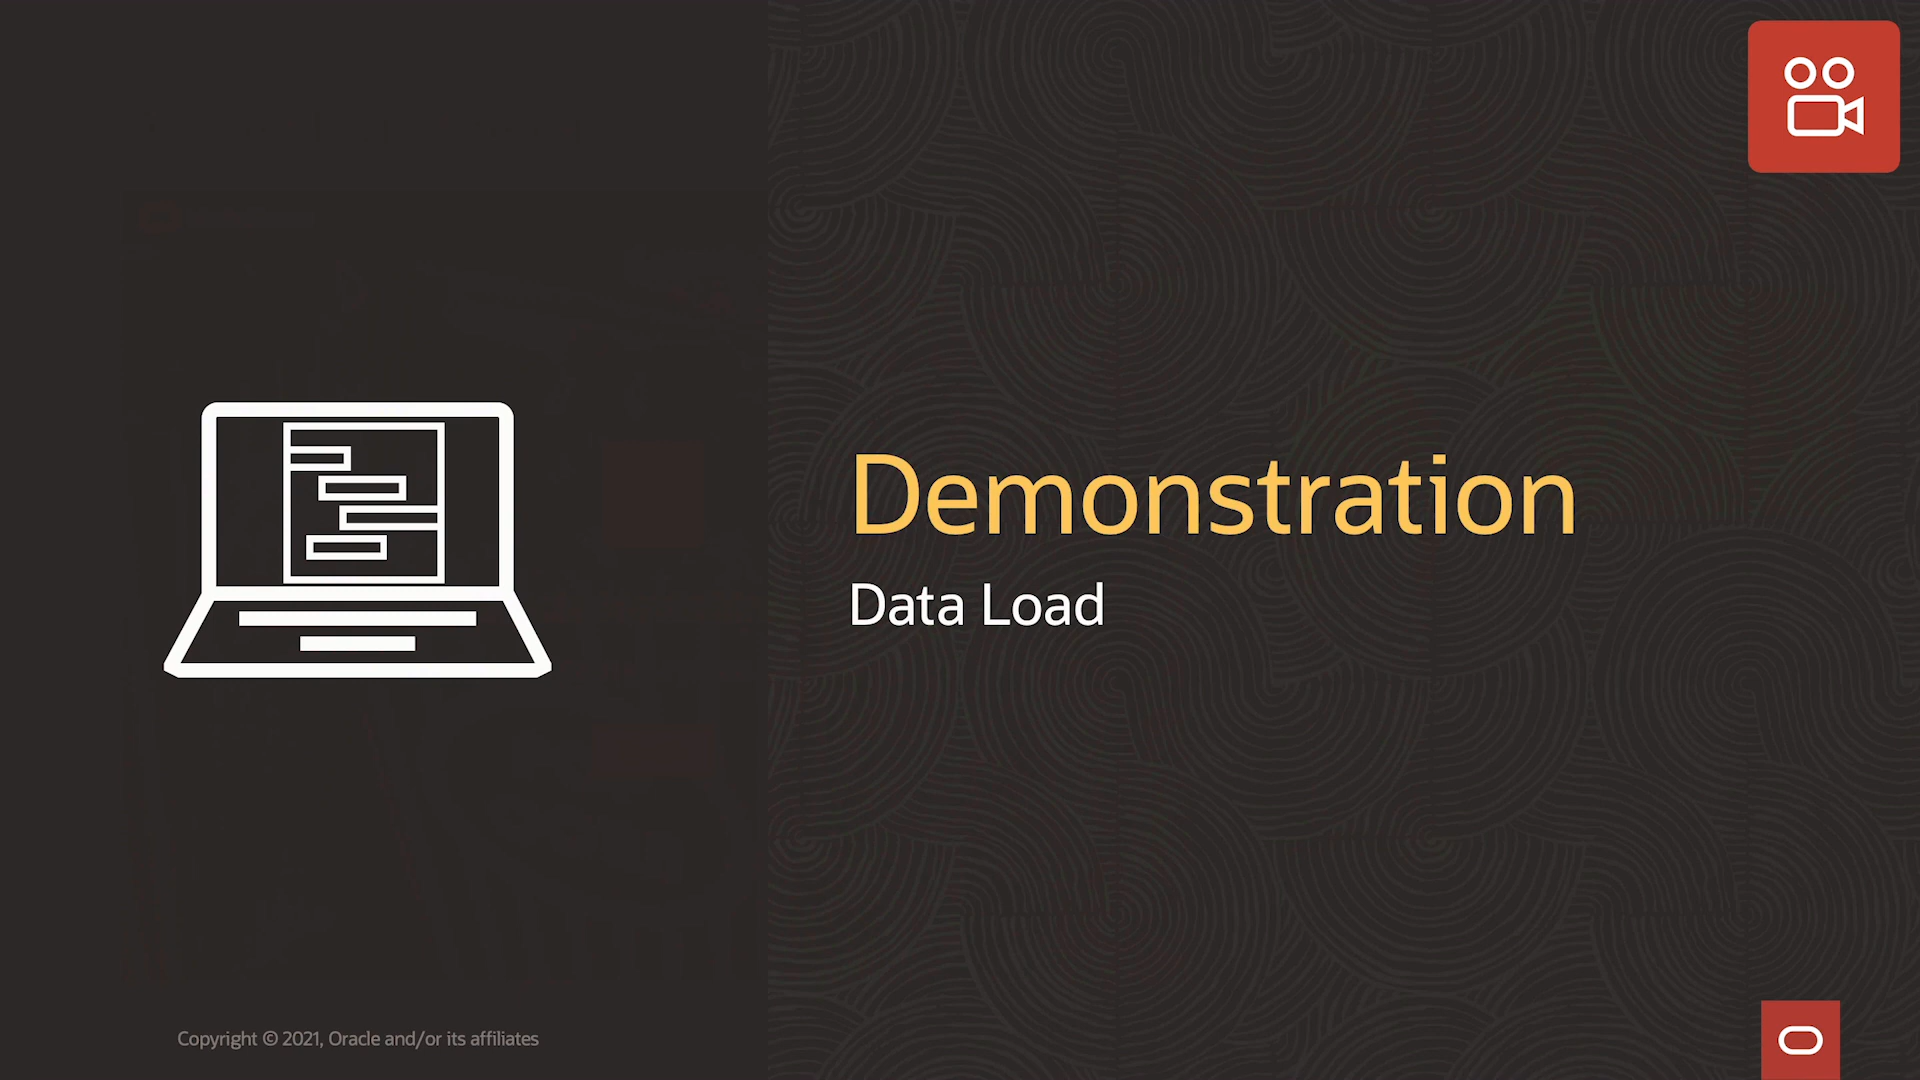 Demonstration
Data Load
Copyright © 2021, Oracle and/or its affiliates